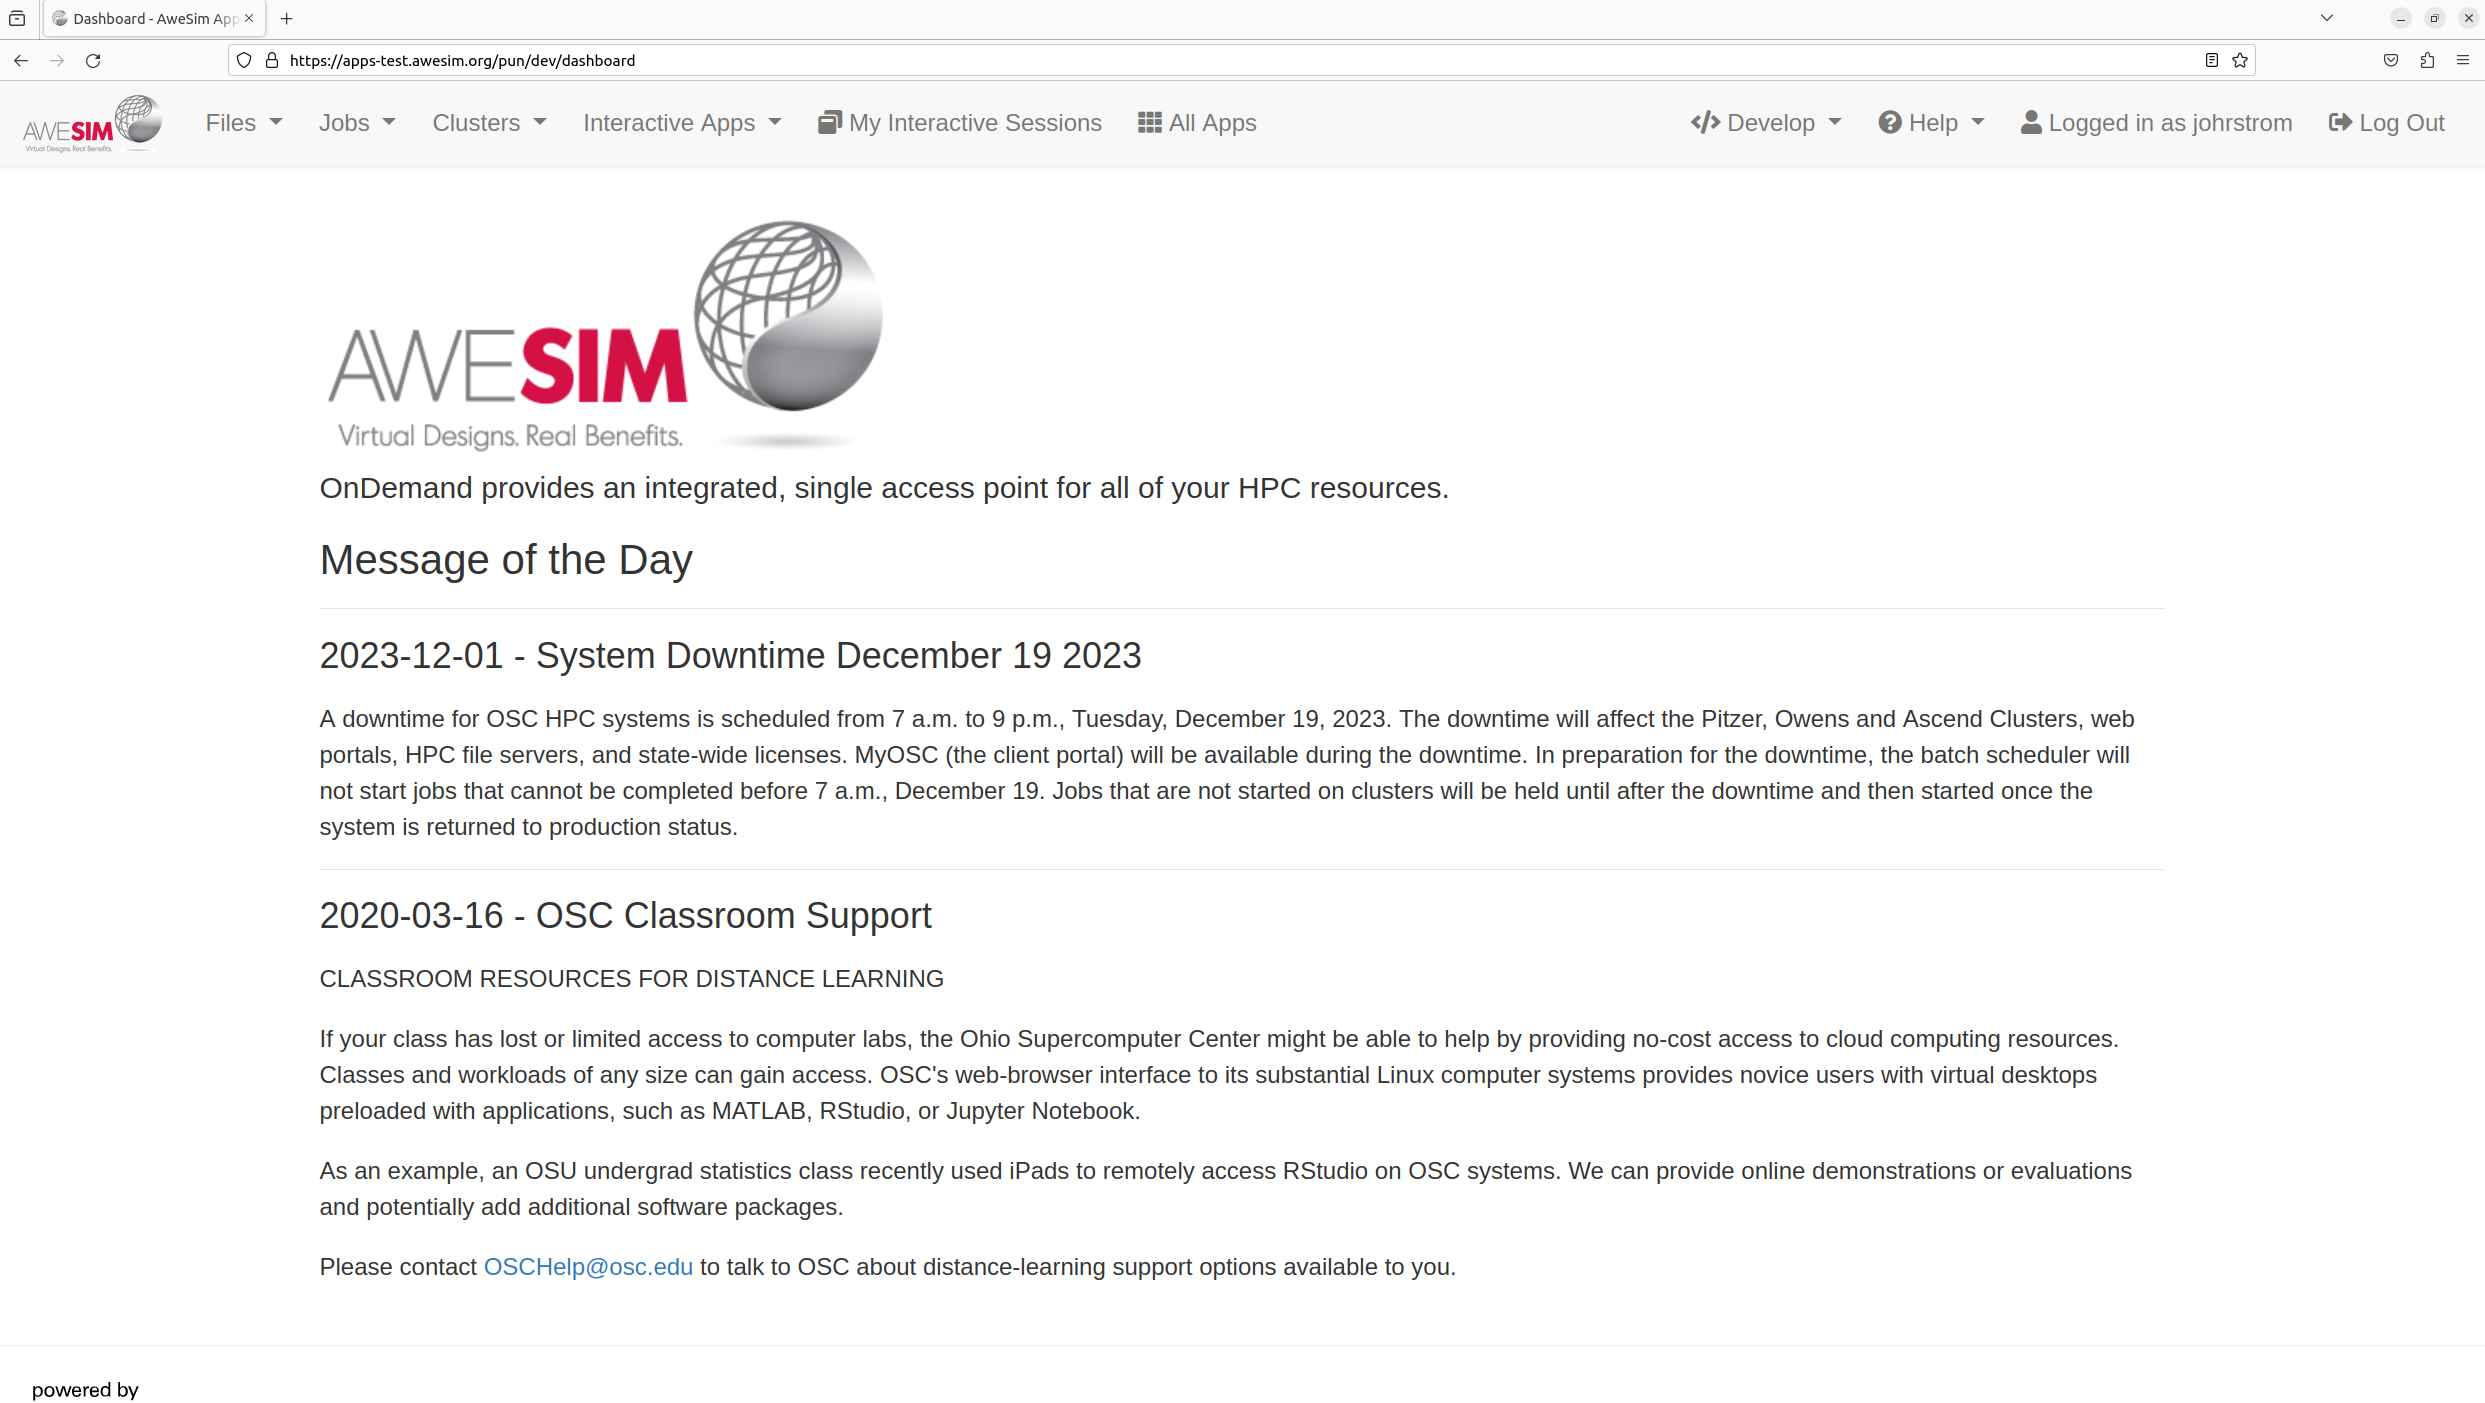 Dashboard - AweSim App
https://apps-test.awesim.org/pun/dev/dashboard
AWESIM
Virtual Designs. Real Benefits.
Files
Jobs
Clusters
Interactive Apps
My Interactive Sessions
All Apps
Develop
Help
Logged in as johrstrom
Log Out
AWESIM
Virtual Designs. Real Benefits.
OnDemand provides an integrated, single access point for all of your HPC resources.
Message of the Day
2023-12-01 - System Downtime December 19 2023
A downtime for OSC HPC systems is scheduled from 7 a.m. to 9 p.m., Tuesday, December 19, 2023. The downtime will affect the Pitzer, Owens and Ascend Clusters, web
portals, HPC file servers, and state-wide licenses. MyOSC (the client portal) will be available during the downtime. In preparation for the downtime, the batch scheduler will
not start jobs that cannot be completed before 7 a.m., December 19. Jobs that are not started on clusters will be held until after the downtime and then started once the
system is returned to production status.
2020-03-16 - OSC Classroom Support
CLASSROOM RESOURCES FOR DISTANCE LEARNING
If your class has lost or limited access to computer labs, the Ohio Supercomputer Center might be able to help by providing no-cost access to cloud computing resources.
Classes and workloads of any size can gain access. OSC's web-browser interface to its substantial Linux computer systems provides novice users with virtual desktops
preloaded with applications, such as MATLAB, RStudio, or Jupyter Notebook.
As an example, an OSU undergrad statistics class recently used iPads to remotely access RStudio on OSC systems. We can provide online demonstrations or evaluations
and potentially add additional software packages.
Please contact OSCHelp@osc.edu to talk to OSC about distance-learning support options available to you.
powered by